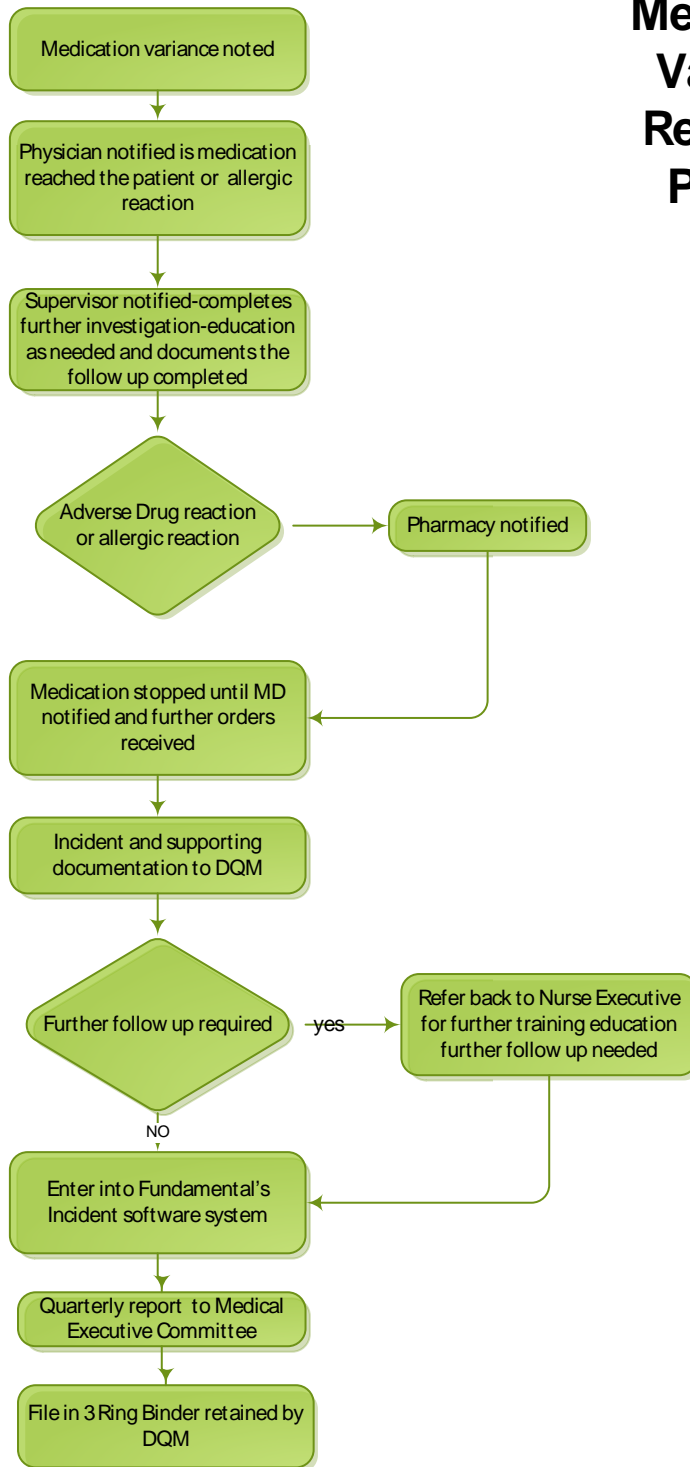 Me
Va
Re
P
Medication variance noted
Physician notified is medication
reached the patient or allergic
reaction
Supervisor notified-completes
further investigation-education
as needed and documents the
follow up completed
Adverse Drug reaction
or allergic reaction
Pharmacy notified
Medication stopped until MD
notified and further orders
received
Incident and supporting
documentation to DQM
Further follow up required
yes
Refer back to Nurse Executive
for further training education
further follow up needed
NO
Enter into Fundamental's
Incident software system
Quarterly report to Medical
Executive Committee
File in 3 Ring Binder retained by
DQM